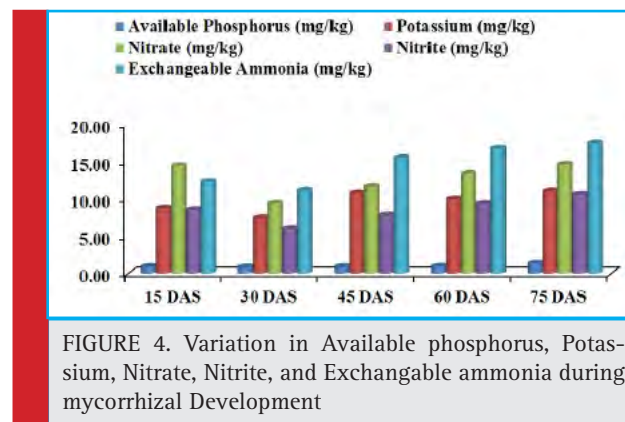 Available Phosphorus (mg/kg) Potassium (mg/kg)
Nitrate (mg/kg) Nitrite (mg/kg)
Exchangeable Ammonia (mg/kg)
20.00
15.00
10.00
5.00
0.00
15 DAS 30 DAS 45 DAS 60 DAS 75 DAS
FIGURE 4. Variation in Available phosphorus, Potas-
sium, Nitrate, Nitrite, and Exchangable ammonia during
mycorrhizal Development